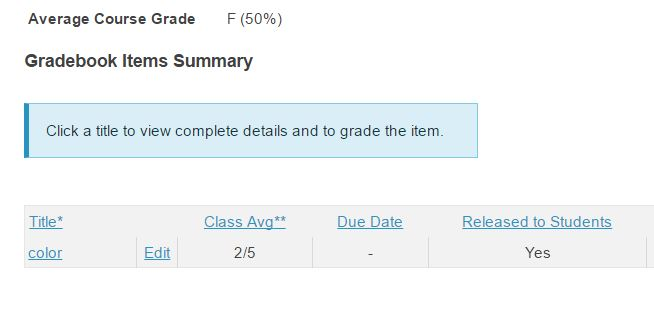 Average Course Grade F (50%)
Gradebook Items Summary
Click a title to view complete details and to grade the item.
Title* Class Avg** Due Date Released to Students
color Edit 2/5 - Yes